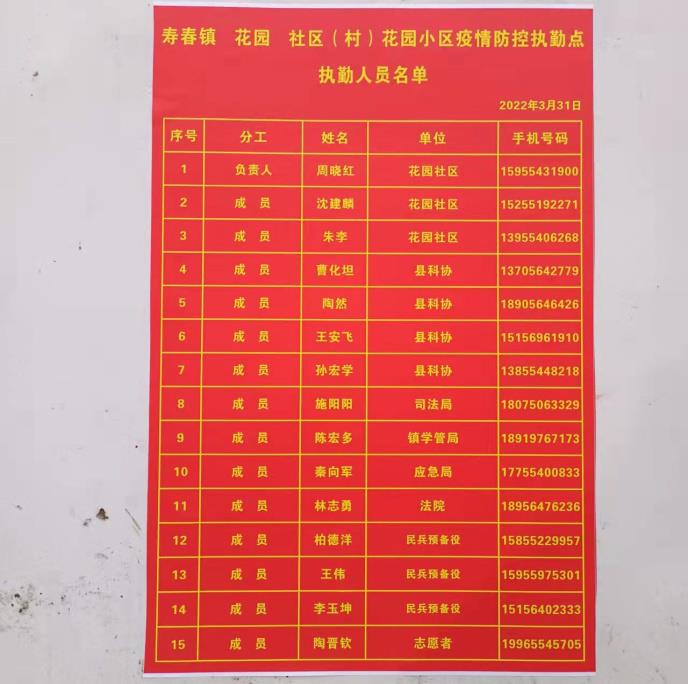 寿春镇 花园 社区（村）花园小区疫情防控执勤点
执勤人员名单
2022年3月31日
序号 分工 姓名 单位 手机号码
1 负责人 周晓红 花园社区 15955431900
2 成 员 沈建麟 花园社区 15255192271
3 成 员 朱李 花园社区 13955406268
4 成 员 曹化坦 县科协 13705642779
5 成 员 陶然 县科协 18905646426
6 成 员 王安飞 县科协 15156961910
7 成 员 孙宏学 县科协 13855448218
8 成 员 施阳阳 司法局 18075063329
9 成 员 陈宏多 镇学管局 18919767173
10 成 员 秦向军 应急局 17755400833
11 成 员 林志勇 法院 18956476236
12 成 员 柏德洋 民兵预备役 15855229957
13 成 员 王伟 民兵预备役 15955975301
14 成 员 李玉坤 民兵预备役 15156402333
15 成 员 陶晋钦 志愿者 19965545705